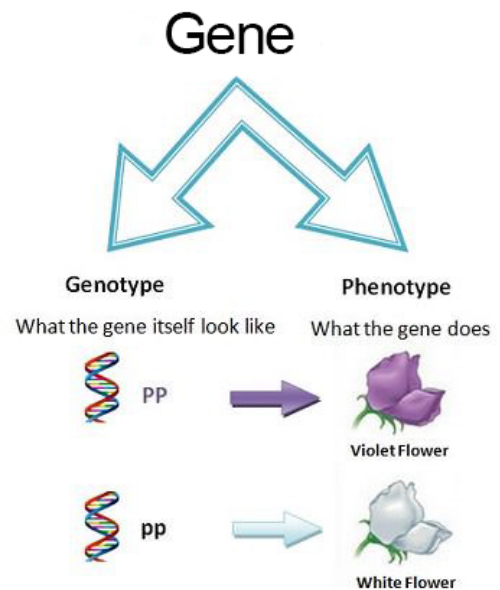 Gene
Genotype
Phenotype
What the gene itself look like
What the gene does
PP
Violet Flower
pp
White Flower